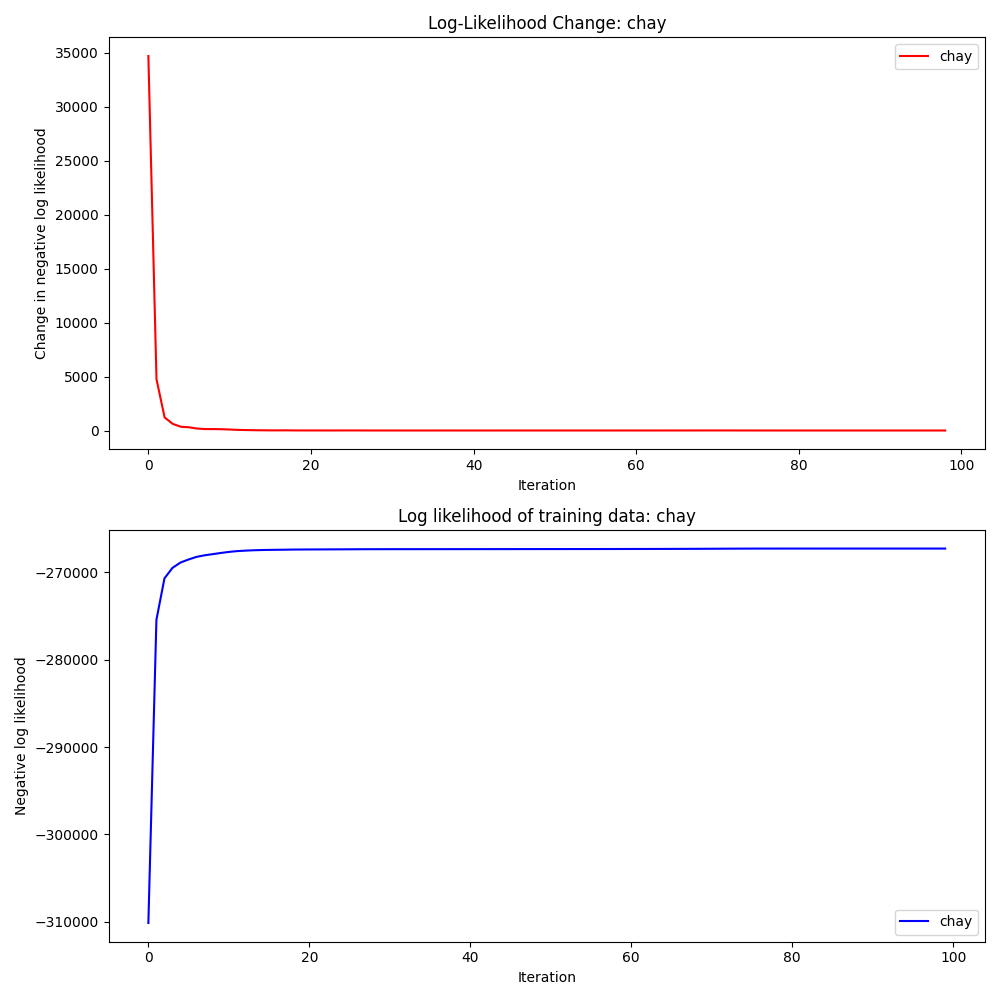 Log-Likelihood Change: chay
chay
Change in negative log likelihood
35000
30000
25000
20000
15000
10000
5000
0
0 20 40 60 80 100
Iteration
Log likelihood of training data: chay
Negative log likelihood
−270000
−280000
−290000
−300000
−310000
chay
0 20 40 60 80 100
Iteration